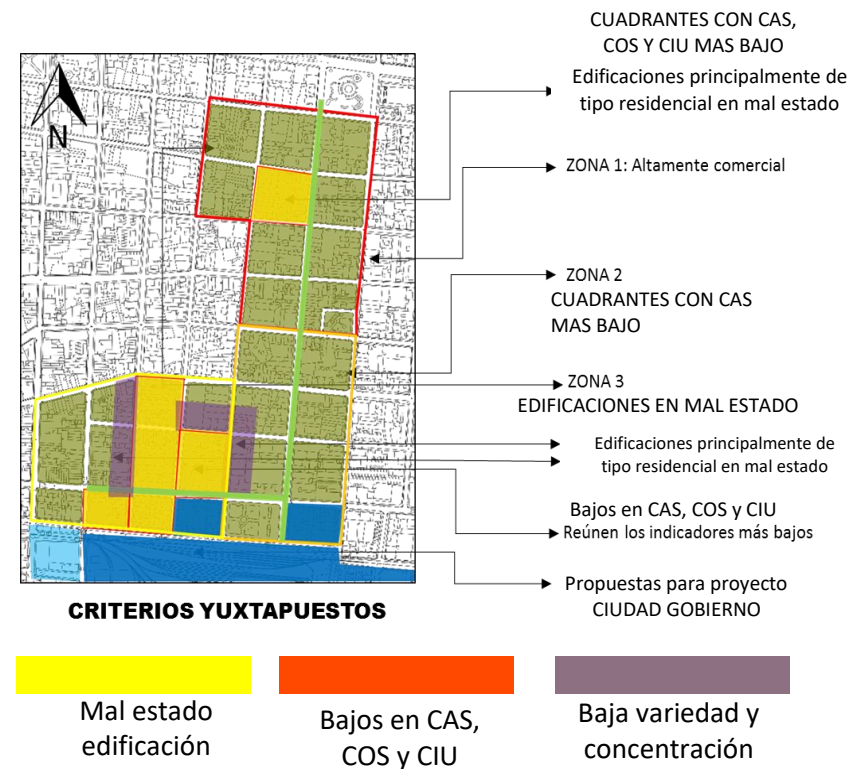 CUADRANTES CON CAS,
COS Y CIU MAS BAJO
Edificaciones principalmente de
tipo residencial en mal estado
N
ZONA 1: Altamente comercial
ZONA 2
CUADRANTES CON CAS
MAS BAJO
ZONA 3
EDIFICACIONES EN MAL ESTADO
Edificaciones principalmente de
tipo residencial en mal estado
Bajos en CAS, COS y CIU
Reúnen los indicadores más bajos
Propuestas para proyecto
CIUDAD GOBIERNO
CRITERIOS YUXTAPUESTOS
Mal estado
edificación
Bajos en CAS,
COS y CIU
Baja variedad y
concentración